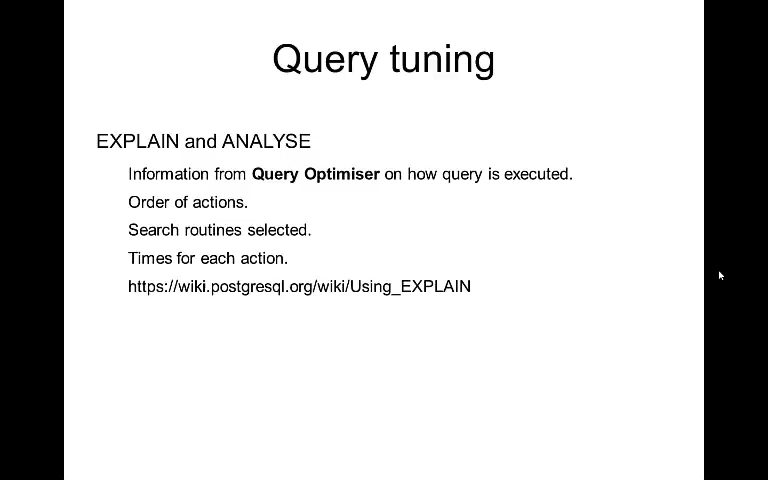 Query tuning
EXPLAIN and ANALYSE
Information from Query Optimiser on how query is executed.
Order of actions.
Search routines selected.
Times for each action.
https://wiki.postgresql.org/wiki/Using_EXPLAIN